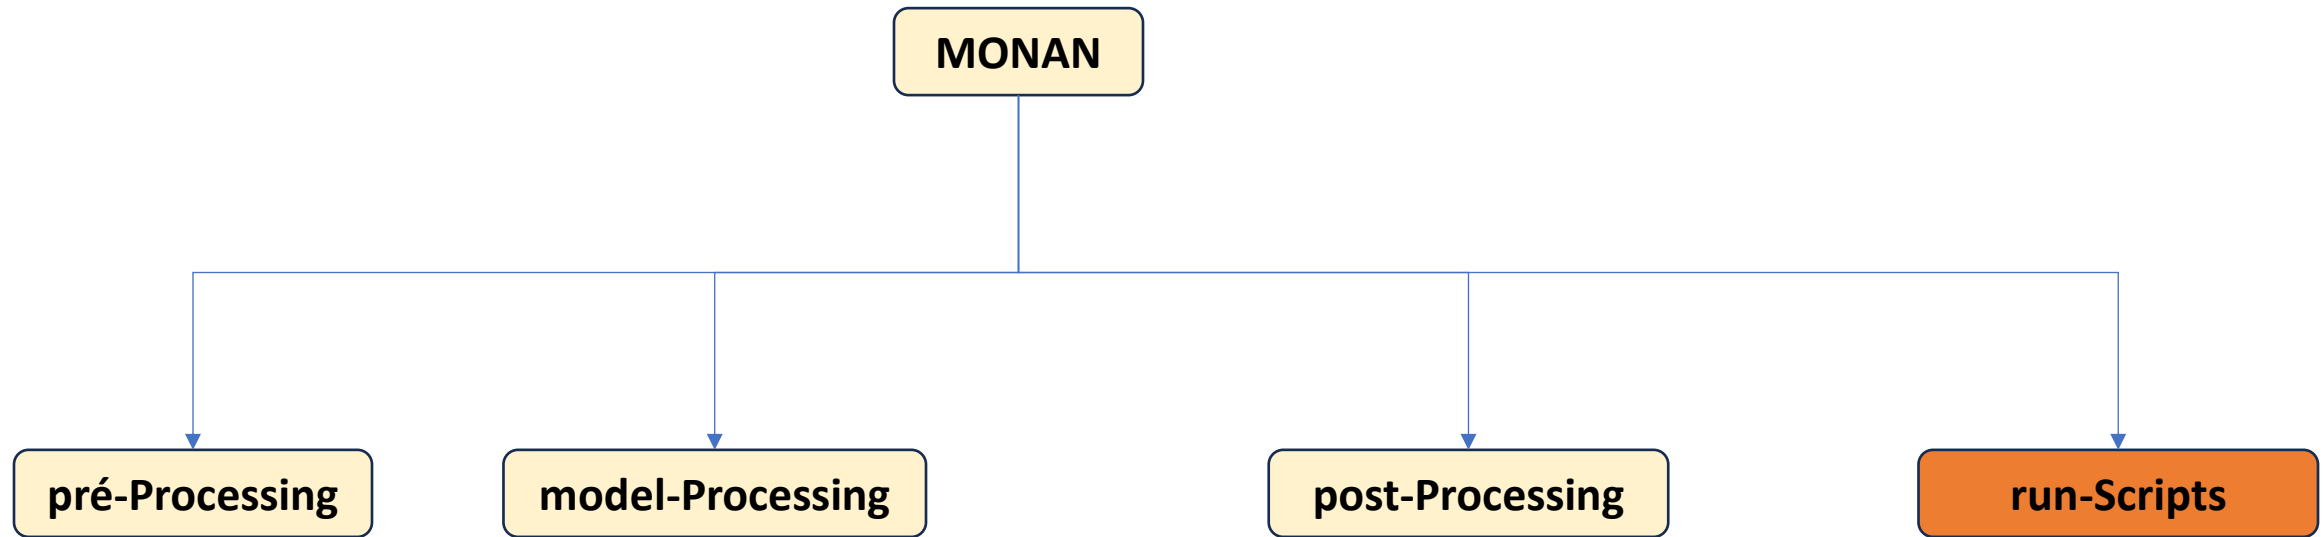 MONAN
pré-Processing
model-Processing
post-Processing
run-Scripts